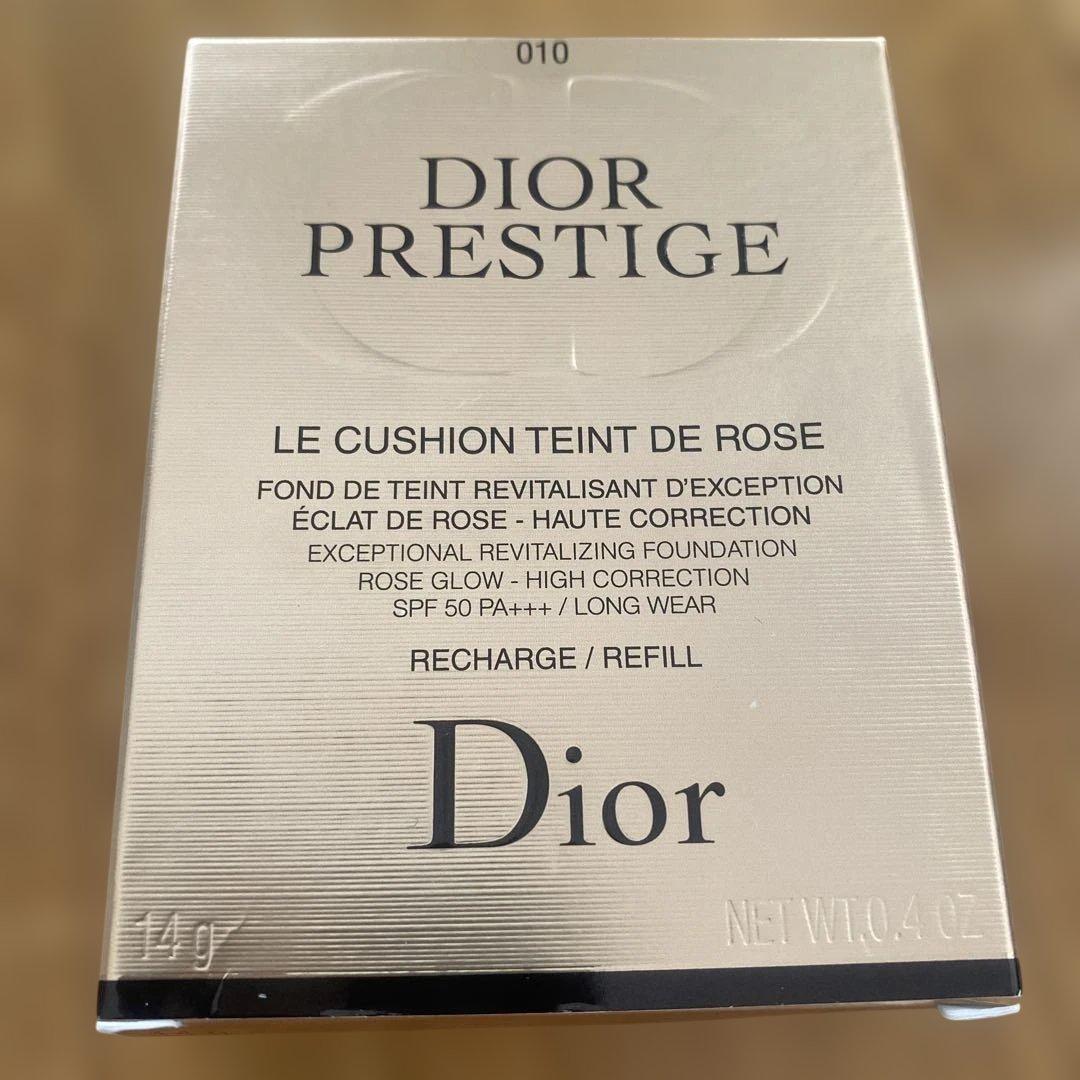 010
DIOR
PRESTIGE
LE CUSHION TEINT DE ROSE
FOND DE TEINT REVITALISANT D'EXCEPTION
ÉCLAT DE ROSE - HAUTE CORRECTION
EXCEPTIONAL REVITALIZING FOUNDATION
ROSE GLOW - HIGH CORRECTION
SPF 50 PA+++ / LONG WEAR
RECHARGE / REFILL
Dior
14 g NET WT.0.4 OZ